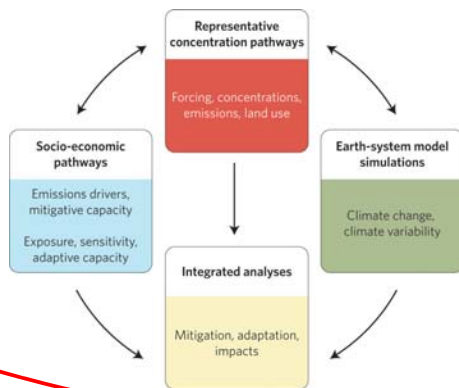 Representative
concentration pathways
Forcing, concentrations,
emissions, land use
Socio-economic
pathways
Emissions drivers,
mitigative capacity
Exposure, sensitivity,
adaptive capacity
Earth-system model
simulations
Climate change,
climate variability
Integrated analyses
Mitigation, adaptation,
impacts